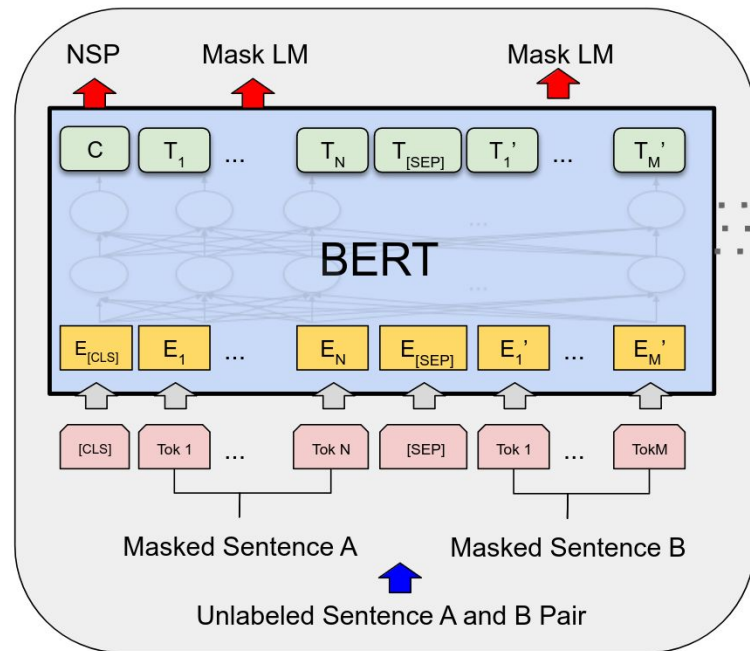 NSP Mask LM Mask LM
C T1 ... TN T[SEP] T1' ... TM'
...
BERT
...
E[CLS] E1 ... EN E[SEP] E1' ... EM'
[CLS] Tok 1 ... Tok N [SEP] Tok 1 ... TokM
Masked Sentence A Masked Sentence B
Unlabeled Sentence A and B Pair